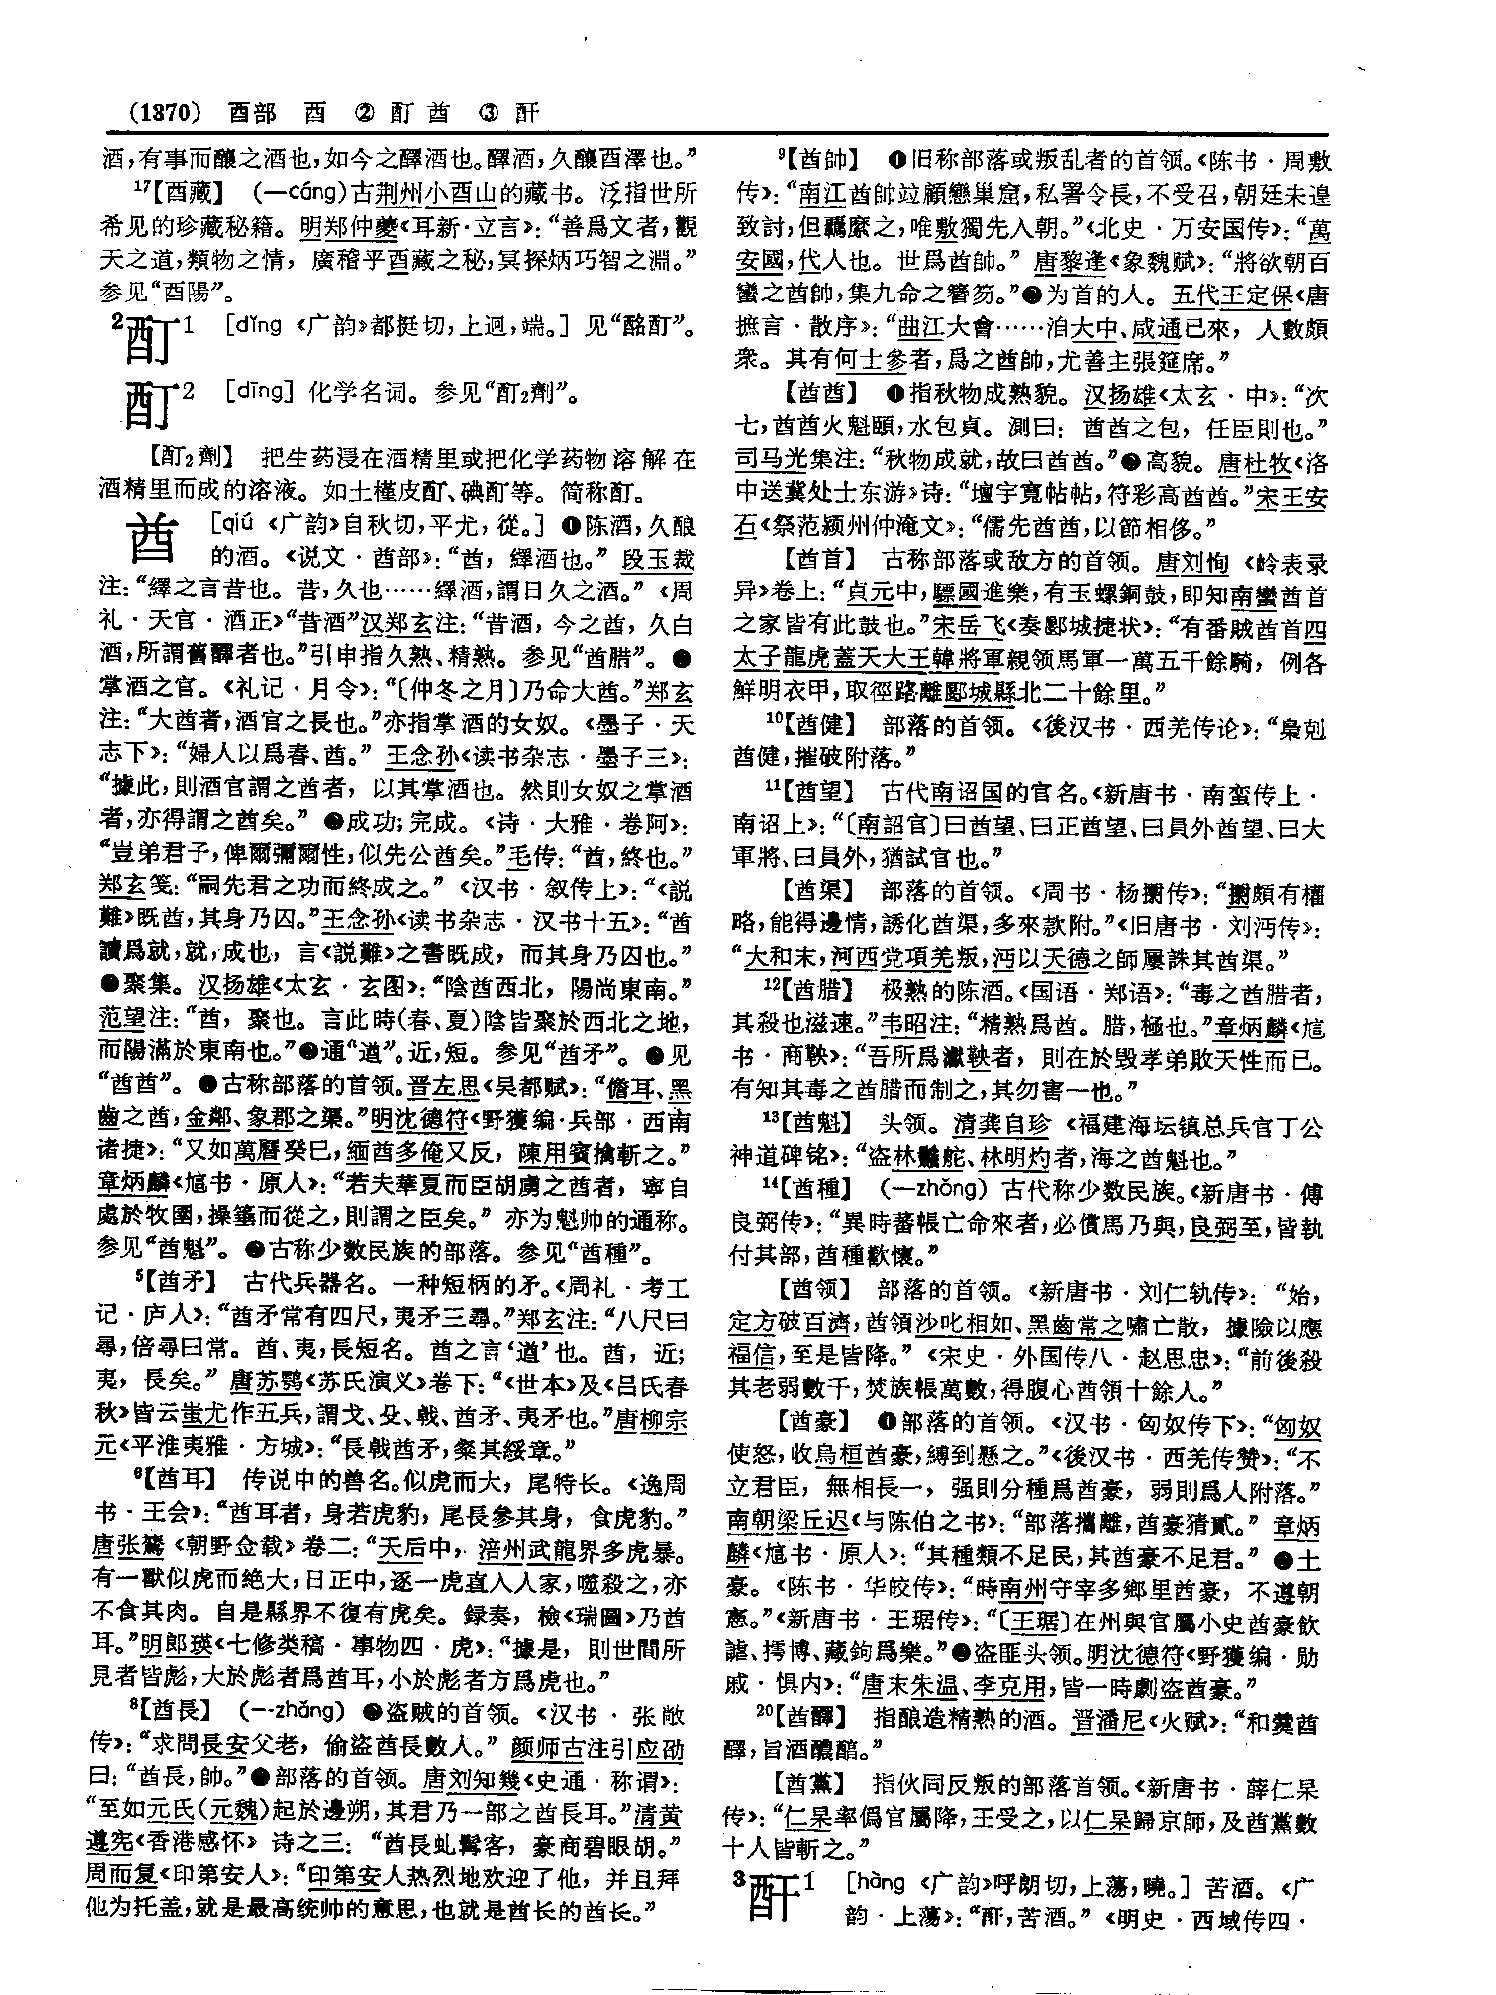 (1370) 酉部 酉 ② 酊 酋 ③ 酐
酒，有事而釀之酒也，如今之醳酒也。醳酒，久釀酉澤也。”
17【酉藏】 (—cáng)古荆州小酉山的藏书。泛指世所
希见的珍藏秘籍。明郑仲夔《耳新·立言》：“善爲文者，觀
天之道，類物之情，廣稽乎酉藏之秘，冥探炳巧智之淵。”
参见“酉陽”。
2酊1 [dǐng 《广韵》都挺切，上迥，端。] 见“酩酊”。
酊2 [dīng] 化学名词。参见“酊2劑”。
【酊2劑】 把生药浸在酒精里或把化学药物溶解在
酒精里而成的溶液。如土槿皮酊、碘酊等。简称酊。
酋 [qiú 《广韵》自秋切，平尤，從。] ❶陈酒，久酿
的酒。《说文·酋部》：“酋，繹酒也。”段玉裁
注：“繹之言昔也。昔，久也……繹酒，謂日久之酒。”《周
礼·天官·酒正》“昔酒”汉郑玄注：“昔酒，今之酋，久白
酒，所謂舊醳者也。”引申指久熟、精熟。参见“酋腊”。❷
掌酒之官。《礼记·月令》：“〔仲冬之月〕乃命大酋。”郑玄
注：“大酋者，酒官之長也。”亦指掌酒的女奴。《墨子·天
志下》：“婦人以爲舂、酋。” 王念孙《读书杂志·墨子三》：
“據此，則酒官謂之酋者，以其掌酒也。然則女奴之掌酒
者，亦得謂之酋矣。” ❸成功；完成。《诗·大雅·卷阿》：
“豈弟君子，俾爾彌爾性，似先公酋矣。”毛传：“酋，終也。”
郑玄笺：“嗣先君之功而終成之。”《汉书·叙传上》：“《説
難》既酋，其身乃囚。”王念孙《读书杂志·汉书十五》：“酋
讀爲就，就，成也，言《説難》之書既成，而其身乃囚也。”
❹聚集。汉扬雄《太玄·玄图》：“陰酋西北，陽尚東南。”
范望注：“酋，聚也。言此時(春、夏)陰皆聚於西北之地，
而陽滿於東南也。”❺通“遒”。近，短。参见“酋矛”。❻见
“酋酋”。❼古称部落的首领。晋左思《吴都赋》：“儋耳、黑
齒之酋，金鄰、象郡之渠。”明沈德符《野獲编·兵部·西南
诸捷》：“又如萬曆癸巳，緬酋多俺又反，陳用賓擒斬之。”
章炳麟《訄书·原人》：“若夫華夏而臣胡虜之酋者，寧自
處於牧圉，操箠而從之，則謂之臣矣。”亦为魁帅的通称。
参见“酋魁”。❽古称少数民族的部落。参见“酋種”。
5【酋矛】 古代兵器名。一种短柄的矛。《周礼·考工
记·庐人》：“酋矛常有四尺，夷矛三尋。”郑玄注：“八尺曰
尋，倍尋曰常。酋、夷，長短名。酋之言‘遒’也。酋，近；
夷，長矣。”唐苏鹗《苏氏演义》卷下：“《世本》及《吕氏春
秋》皆云蚩尤作五兵，謂戈、殳、戟、酋矛、夷矛也。”唐柳宗
元《平淮夷雅·方城》：“長戟酋矛，粲其綏章。”
6【酋耳】 传说中的兽名。似虎而大，尾特长。《逸周
书·王会》：“酋耳者，身若虎豹，尾長參其身，食虎豹。”
唐张鷟《朝野佥载》卷二：“天后中，涪州武龍界多虎暴。
有一獸似虎而絶大，日正中，逐一虎直入人家，噬殺之，亦
不食其肉。自是縣界不復有虎矣。録奏，檢《瑞圖》乃酋
耳。”明郎瑛《七修类稿·事物四·虎》：“據是，則世間所
見者皆彪，大於彪者爲酋耳，小於彪者方爲虎也。”
8【酋長】 (—zhǎng) ❶盗贼的首领。《汉书·张敞
传》：“求問長安父老，偷盜酋長數人。”颜师古注引应劭
曰：“酋長，帥。”❷部落的首领。唐刘知幾《史通·称谓》：
“至如元氏(元魏)起於邊朔，其君乃一部之酋長耳。”清黄
遵宪《香港感怀》诗之三：“酋長虬髯客，豪商碧眼胡。”
周而复《印第安人》：“印第安人热烈地欢迎了他，并且拜
他为托盖，就是最高统帅的意思，也就是酋长的酋长。”
9【酋帥】 ❶旧称部落或叛乱者的首领。《陈书·周敷
传》：“南江酋帥竝顧戀巢窟，私署令長，不受召，朝廷未遑
致討，但羈縻之，唯敷獨先入朝。”《北史·万安国传》：“萬
安國，代人也。世爲酋帥。”唐黎逢《象魏赋》：“將欲朝百
蠻之酋帥，集九命之簪笏。”❷为首的人。五代王定保《唐
摭言·散序》：“曲江大會……洎大中、咸通已來，人數頗
衆。其有何士參者，爲之酋帥，尤善主張筵席。”
【酋酋】 ❶指秋物成熟貌。汉扬雄《太玄·中》：“次
七，酋酋火魁頤，水包貞。測曰：酋酋之包，任臣則也。”
司马光集注：“秋物成就，故曰酋酋。”❷高貌。唐杜牧《洛
中送冀处士东游》诗：“壇宇寬帖帖，符彩高酋酋。”宋王安
石《祭范颍州仲淹文》：“儒先酋酋，以節相侈。”
【酋首】 古称部落或敌方的首领。唐刘恂《岭表录
异》卷上：“貞元中，驃國進樂，有玉螺銅鼓，即知南蠻酋首
之家皆有此鼓也。”宋岳飞《奏郾城捷状》：“有番賊酋首四
太子龍虎蓋天大王韓將軍親領馬軍一萬五千餘騎，例各
鮮明衣甲，取徑路離郾城縣北二十餘里。”
10【酋健】 部落的首领。《後汉书·西羌传论》：“梟剋
酋健，摧破附落。”
11【酋望】 古代南诏国的官名。《新唐书·南蛮传上·
南诏上》：“〔南詔官〕曰酋望、曰正酋望、曰員外酋望、曰大
軍將、曰員外，猶試官也。”
【酋渠】 部落的首领。《周书·杨㩧传》：“㩧頗有權
略，能得邊情，誘化酋渠，多來款附。”《旧唐书·刘沔传》：
“大和末，河西党項羌叛，沔以天德之師屢誅其酋渠。”
12【酋腊】 极熟的陈酒。《国语·郑语》：“毒之酋腊者，
其殺也滋速。”韦昭注：“精熟爲酋。腊，極也。”章炳麟《訄
书·商鞅》：“吾所爲讞鞅者，則在於毁孝弟敗天性而已。
有知其毒之酋腊而制之，其勿害一也。”
13【酋魁】 头领。清龚自珍《福建海坛镇总兵官丁公
神道碑铭》：“盗林鬍舵、林明灼者，海之酋魁也。”
14【酋種】 (—zhǒng) 古代称少数民族。《新唐书·傅
良弼传》：“異時蕃帳亡命來者，必償馬乃與，良弼至，皆執
付其部，酋種歡懷。”
【酋领】 部落的首领。《新唐书·刘仁轨传》：“始，
定方破百濟，酋領沙吒相如、黑齒常之嘯亡散，據險以應
福信，至是皆降。”《宋史·外国传八·赵思忠》：“前後殺
其老弱數千，焚族帳萬數，得腹心酋領十餘人。”
【酋豪】 ❶部落的首领。《汉书·匈奴传下》：“匈奴
使怒，收烏桓酋豪，縛到懸之。”《後汉书·西羌传赞》：“不
立君臣，無相長一，强則分種爲酋豪，弱則爲人附落。”
南朝梁丘迟《与陈伯之书》：“部落攜離，酋豪猜貳。”章炳
麟《訄书·原人》：“其種類不足民，其酋豪不足君。” ❷土
豪。《陈书·华皎传》：“時南州守宰多鄉里酋豪，不遵朝
憲。”《新唐书·王琚传》：“〔王琚〕在州與官屬小史酋豪飲
謔、摴博、藏鉤爲樂。”❸盗匪头领。明沈德符《野獲编·勋
戚·惧内》：“唐末朱温、李克用，皆一時劇盜酋豪。”
20【酋醳】 指酿造精熟的酒。晋潘尼《火赋》：“和羹酋
醳，旨酒醲醅。”
【酋黨】 指伙同反叛的部落首领。《新唐书·薛仁杲
传》：“仁杲率僞官屬降，王受之，以仁杲歸京師，及酋黨數
十人皆斬之。”
3酐1 [hǎng 《广韵》呼朗切，上蕩，曉。] 苦酒。《广
韵·上荡》：“酐，苦酒。”《明史·西域传四·